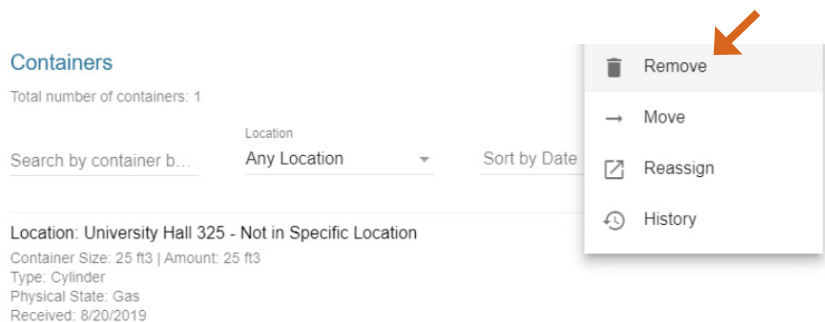 Containers
Total number of containers: 1
Search by container b...
Location
Any Location
Sort by Date
Remove
Move
Reassign
History
Location: University Hall 325 - Not in Specific Location
Container Size: 25 ft3 | Amount: 25 ft3
Type: Cylinder
Physical State: Gas
Received: 8/20/2019